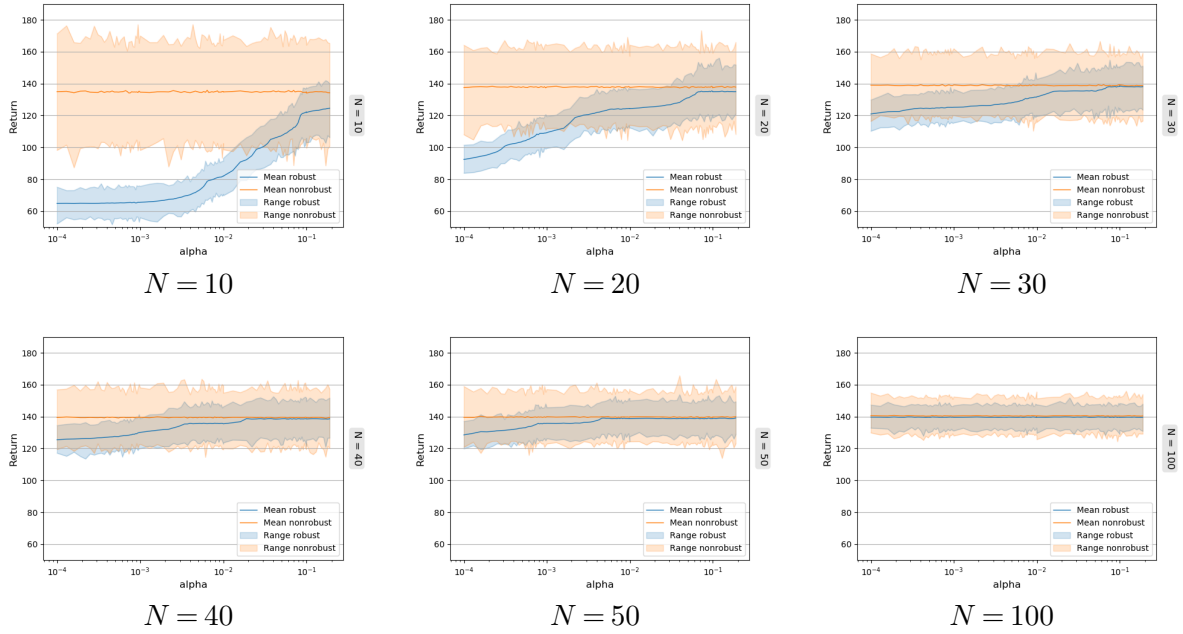 180
160
140
120
100
80
60
Return
10⁻⁴
10⁻³
10⁻²
10⁻¹
alpha
Mean robust
Mean nonrobust
Range robust
Range nonrobust
N = 10
N = 10
180
160
140
120
100
80
60
Return
10⁻⁴
10⁻³
10⁻²
10⁻¹
alpha
Mean robust
Mean nonrobust
Range robust
Range nonrobust
N = 20
N = 20
180
160
140
120
100
80
60
Return
10⁻⁴
10⁻³
10⁻²
10⁻¹
alpha
Mean robust
Mean nonrobust
Range robust
Range nonrobust
N = 30
N = 30
180
160
140
120
100
80
60
Return
10⁻⁴
10⁻³
10⁻²
10⁻¹
alpha
Mean robust
Mean nonrobust
Range robust
Range nonrobust
N = 40
N = 40
180
160
140
120
100
80
60
Return
10⁻⁴
10⁻³
10⁻²
10⁻¹
alpha
Mean robust
Mean nonrobust
Range robust
Range nonrobust
N = 50
N = 50
180
160
140
120
100
80
60
Return
10⁻⁴
10⁻³
10⁻²
10⁻¹
alpha
Mean robust
Mean nonrobust
Range robust
Range nonrobust
N = 100
N = 100